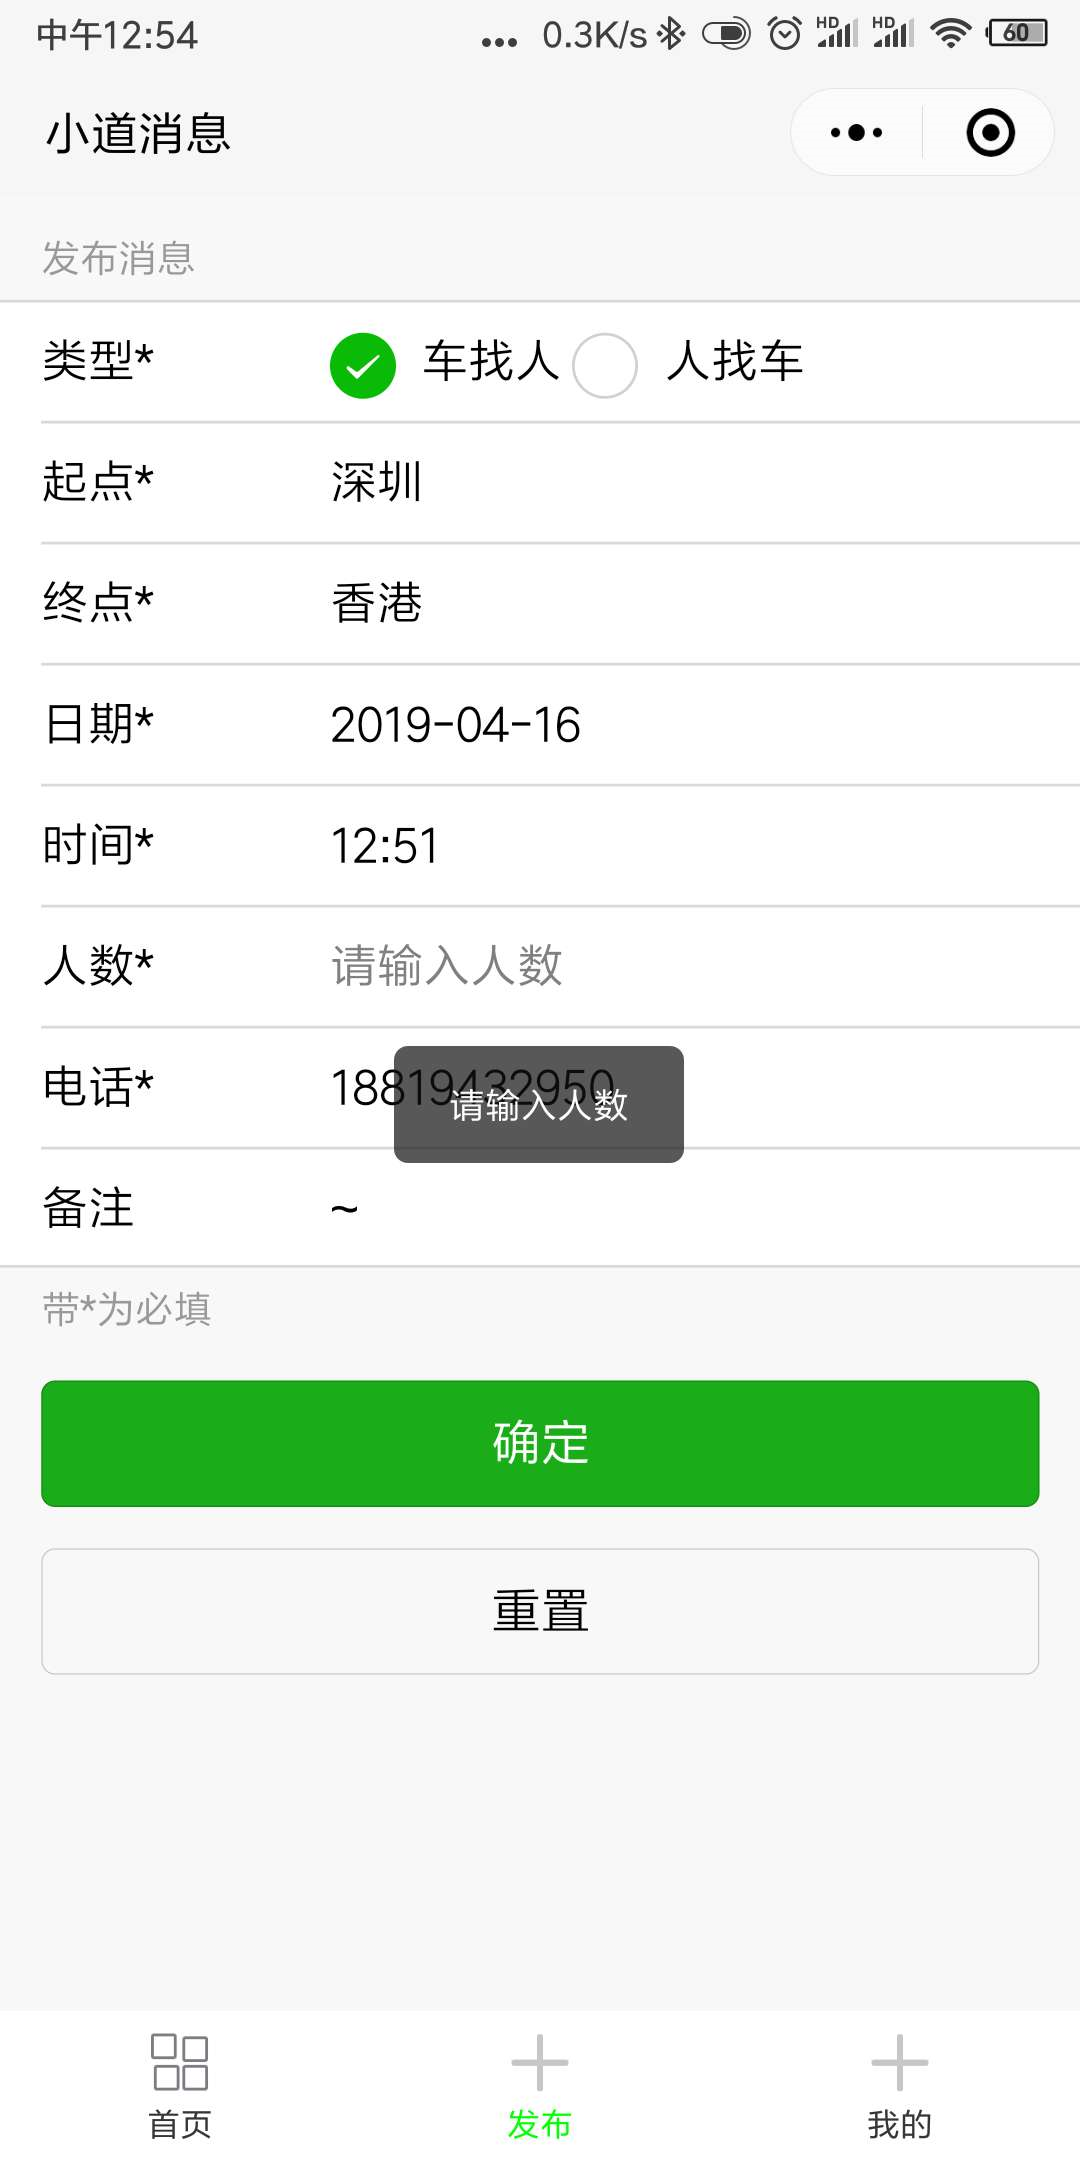 中午12:54
... 0.3K/s HD HD 60
小道消息
发布消息
类型* 车找人 人找车
起点* 深圳
终点* 香港
日期* 2019-04-16
时间* 12:51
人数* 请输入人数
电话* 18819432950
请输入人数
备注 ~
带*为必填
确定
重置
首页 发布 我的